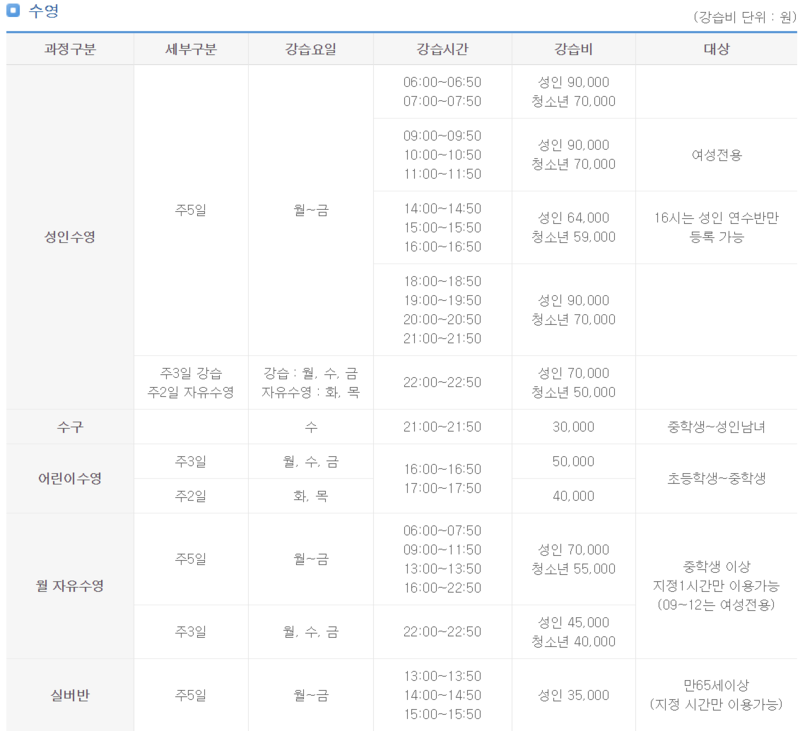 수영
(강습비 단위 : 원)
과정구분 세부구분 강습요일 강습시간 강습비 대상
성인수영
주5일
월~금
06:00~06:50
07:00~07:50
성인 90,000
청소년 70,000
09:00~09:50
10:00~10:50
11:00~11:50
성인 90,000
청소년 70,000
여성전용
14:00~14:50
15:00~15:50
16:00~16:50
성인 64,000
청소년 59,000
16시는 성인 연수반만
등록 가능
18:00~18:50
19:00~19:50
20:00~20:50
21:00~21:50
성인 90,000
청소년 70,000
주3일 강습
주2일 자유수영
강습 : 월, 수, 금
자유수영 : 화, 목
22:00~22:50
성인 70,000
청소년 50,000
수구
수
21:00~21:50
30,000
중학생~성인남녀
어린이수영
주3일
월, 수, 금
16:00~16:50
17:00~17:50
50,000
초등학생~중학생
주2일
화, 목
40,000
월 자유수영
주5일
월~금
06:00~07:50
09:00~11:50
13:00~13:50
16:00~22:50
성인 70,000
청소년 55,000
중학생 이상
지정1시간만 이용가능
(09~12는 여성전용)
주3일
월, 수, 금
22:00~22:50
성인 45,000
청소년 40,000
실버반
주5일
월~금
13:00~13:50
14:00~14:50
15:00~15:50
성인 35,000
만65세이상
(지정 시간만 이용가능)